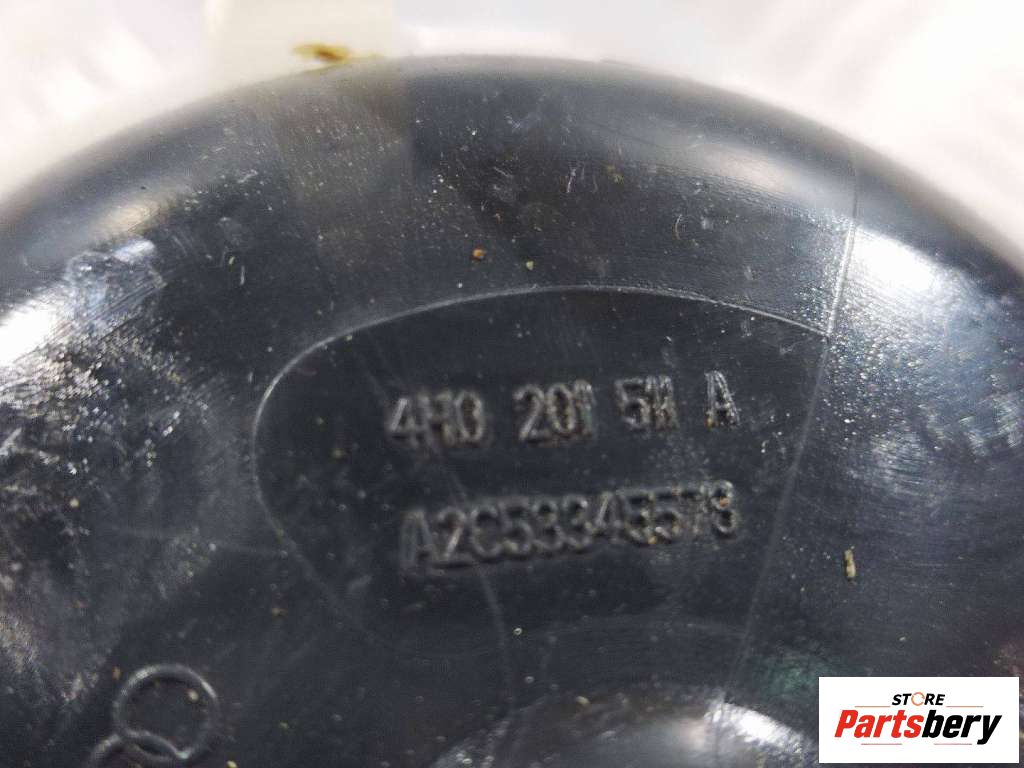 4H0 201 511 A
A2C53345578
STORE
Partsbery